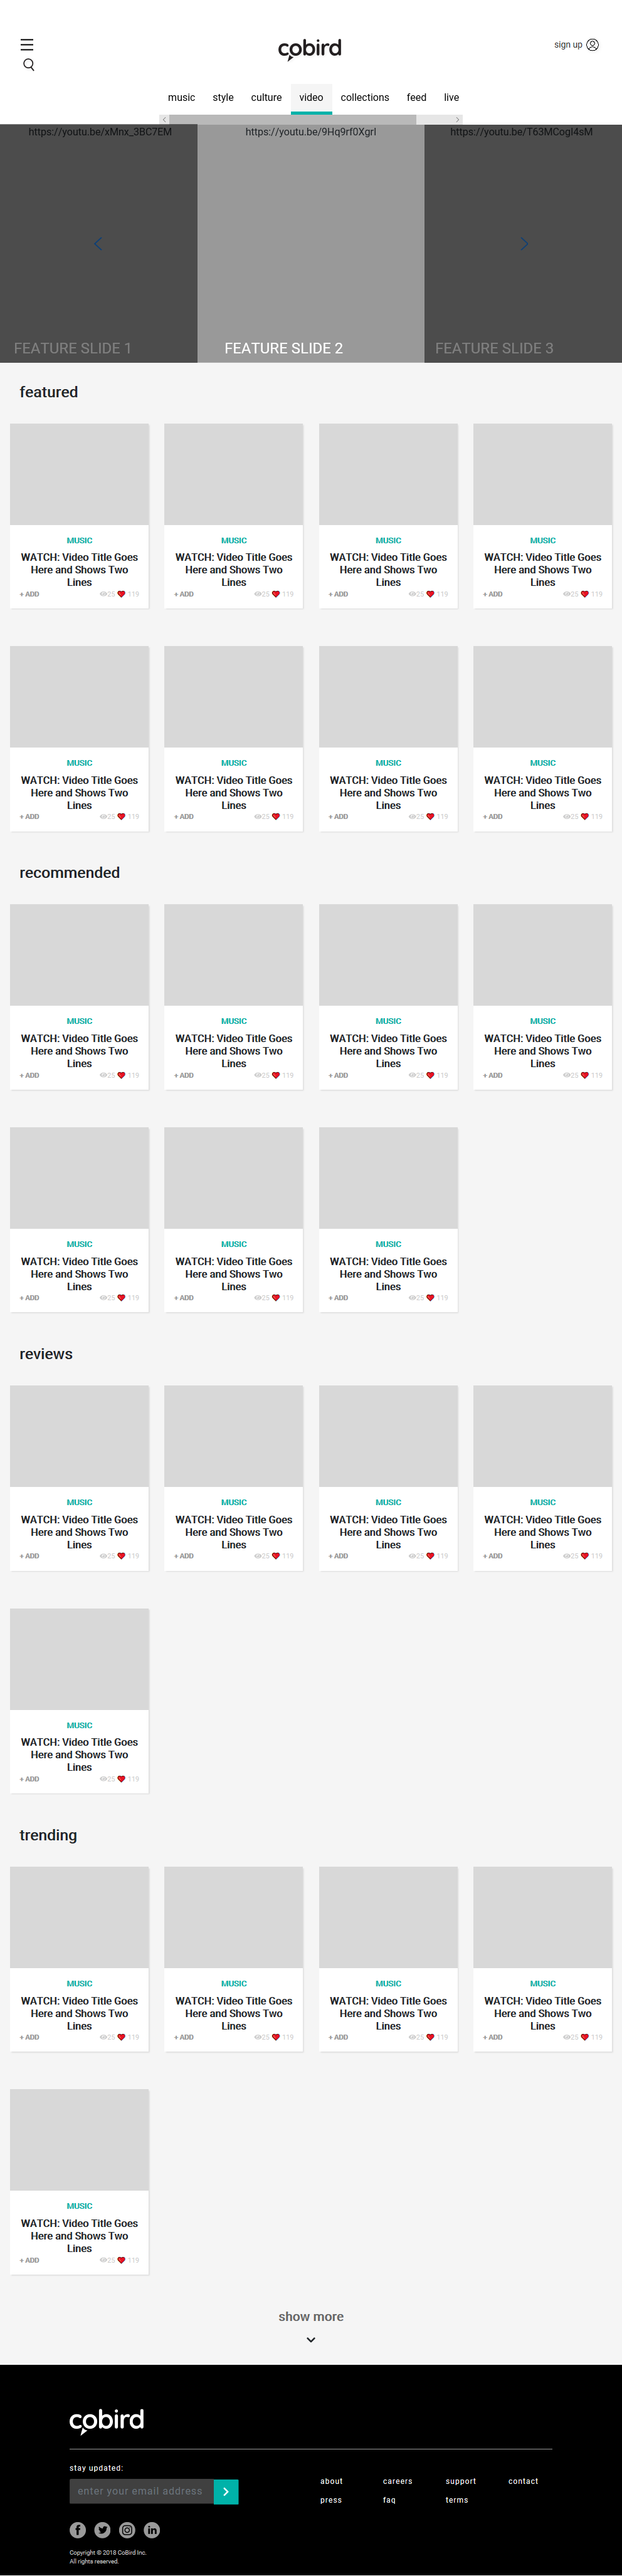 cobird
sign up
music style culture video collections feed live
https://youtu.be/xMnx_3BC7EM https://youtu.be/9Hq9rf0XgrI https://youtu.be/T63MCogI4sM
FEATURE SLIDE 1 FEATURE SLIDE 2 FEATURE SLIDE 3
featured
MUSIC MUSIC MUSIC MUSIC
WATCH: Video Title Goes WATCH: Video Title Goes WATCH: Video Title Goes WATCH: Video Title Goes
Here and Shows Two Here and Shows Two Here and Shows Two Here and Shows Two
Lines Lines Lines Lines
+ ADD 25 119 + ADD 25 119 + ADD 25 119 + ADD 25 119
MUSIC MUSIC MUSIC MUSIC
WATCH: Video Title Goes WATCH: Video Title Goes WATCH: Video Title Goes WATCH: Video Title Goes
Here and Shows Two Here and Shows Two Here and Shows Two Here and Shows Two
Lines Lines Lines Lines
+ ADD 25 119 + ADD 25 119 + ADD 25 119 + ADD 25 119
recommended
MUSIC MUSIC MUSIC MUSIC
WATCH: Video Title Goes WATCH: Video Title Goes WATCH: Video Title Goes WATCH: Video Title Goes
Here and Shows Two Here and Shows Two Here and Shows Two Here and Shows Two
Lines Lines Lines Lines
+ ADD 25 119 + ADD 25 119 + ADD 25 119 + ADD 25 119
MUSIC MUSIC MUSIC
WATCH: Video Title Goes WATCH: Video Title Goes WATCH: Video Title Goes
Here and Shows Two Here and Shows Two Here and Shows Two
Lines Lines Lines
+ ADD 25 119 + ADD 25 119 + ADD 25 119
reviews
MUSIC MUSIC MUSIC MUSIC
WATCH: Video Title Goes WATCH: Video Title Goes WATCH: Video Title Goes WATCH: Video Title Goes
Here and Shows Two Here and Shows Two Here and Shows Two Here and Shows Two
Lines Lines Lines Lines
+ ADD 25 119 + ADD 25 119 + ADD 25 119 + ADD 25 119
MUSIC
WATCH: Video Title Goes
Here and Shows Two
Lines
+ ADD 25 119
trending
MUSIC MUSIC MUSIC MUSIC
WATCH: Video Title Goes WATCH: Video Title Goes WATCH: Video Title Goes WATCH: Video Title Goes
Here and Shows Two Here and Shows Two Here and Shows Two Here and Shows Two
Lines Lines Lines Lines
+ ADD 25 119 + ADD 25 119 + ADD 25 119 + ADD 25 119
MUSIC
WATCH: Video Title Goes
Here and Shows Two
Lines
+ ADD 25 119
show more
cobird
stay updated:
enter your email address
about careers support contact
press faq terms
Copyright © 2018 CoBird Inc.
All rights reserved.